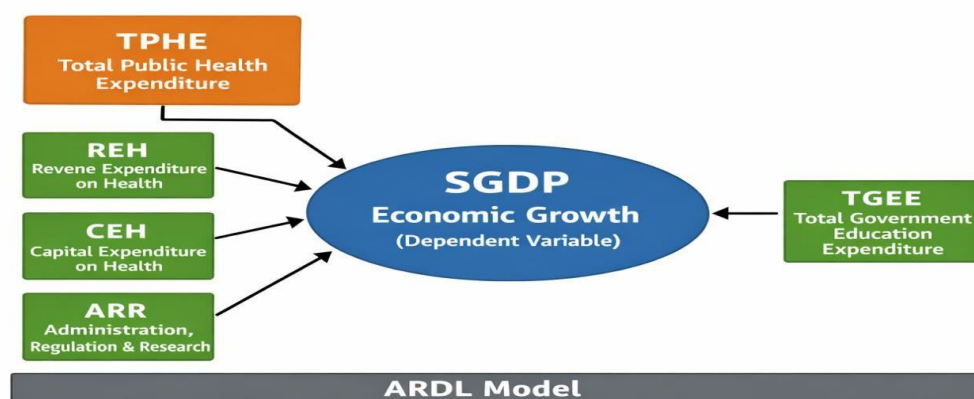 TPHE
Total Public Health
Expenditure
REH
Revene Expenditure
on Health
CEH
Capital Expenditure
on Health
ARR
Administration,
Regulation & Research
SGDP
Economic Growth
(Dependent Variable)
TGEE
Total Government
Education
Expenditure
ARDL Model